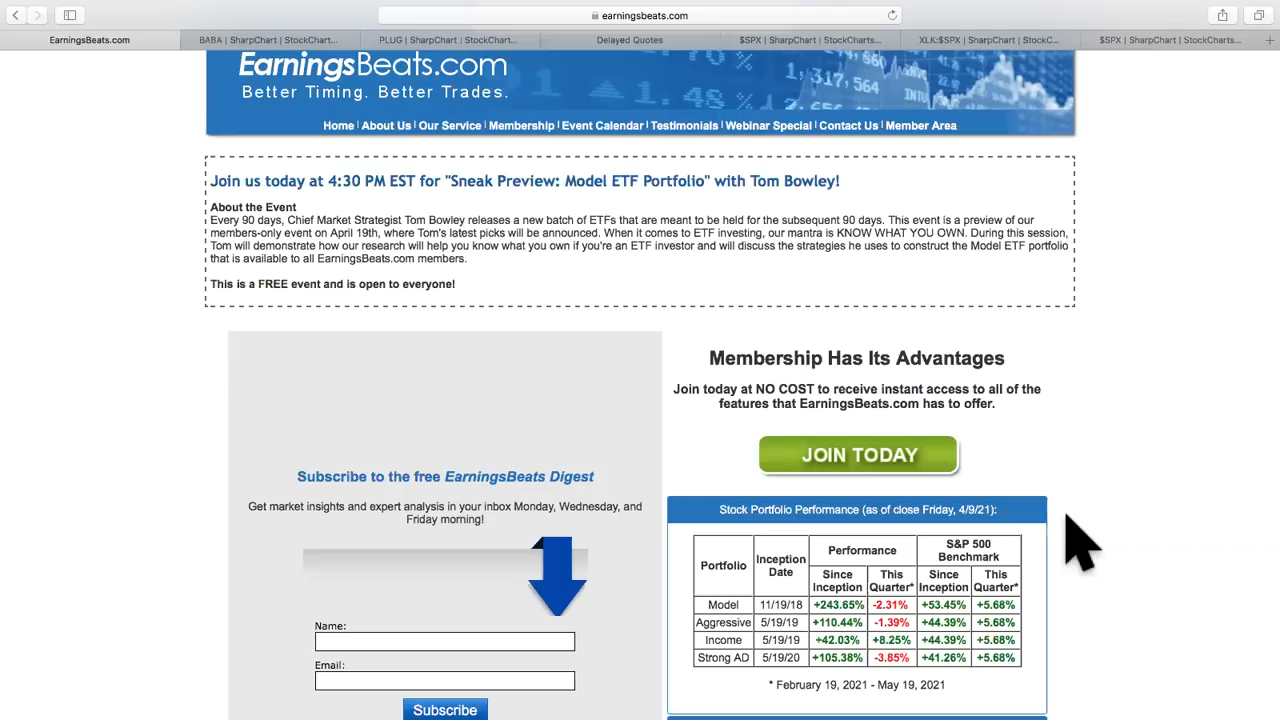 earningsbeats.com
EarningsBeats.com
BABA | SharpChart | StockChart...
PLUG | SharpChart | StockChart...
Delayed Quotes
$SPX | SharpChart | StockCharts...
XLK:$SPX | SharpChart | StockC...
$SPX | SharpChart | StockCharts...
EarningsBeats.com
Better Timing. Better Trades.
1,317,564
1.48 %
Home | About Us | Our Service | Membership | Event Calendar | Testimonials | Webinar Special | Contact Us | Member Area
Join us today at 4:30 PM EST for "Sneak Preview: Model ETF Portfolio" with Tom Bowley!
About the Event
Every 90 days, Chief Market Strategist Tom Bowley releases a new batch of ETFs that are meant to be held for the subsequent 90 days. This event is a preview of our
members-only event on April 19th, where Tom's latest picks will be announced. When it comes to ETF investing, our mantra is KNOW WHAT YOU OWN. During this session,
Tom will demonstrate how our research will help you know what you own if you're an ETF investor and will discuss the strategies he uses to construct the Model ETF portfolio
that is available to all EarningsBeats.com members.
This is a FREE event and is open to everyone!
Subscribe to the free EarningsBeats Digest
Get market insights and expert analysis in your inbox Monday, Wednesday, and
Friday morning!
Name:
Email:
Subscribe
Membership Has Its Advantages
Join today at NO COST to receive instant access to all of the
features that EarningsBeats.com has to offer.
JOIN TODAY
Stock Portfolio Performance (as of close Friday, 4/9/21):
Portfolio Inception Date Performance S&P 500 Benchmark
Since Inception This Quarter* Since Inception This Quarter*
Model 11/19/18 +243.65% -2.31% +53.45% +5.68%
Aggressive 5/19/19 +110.44% -1.39% +44.39% +5.68%
Income 5/19/19 +42.03% +8.25% +44.39% +5.68%
Strong AD 5/19/20 +105.38% -3.85% +41.26% +5.68%
* February 19, 2021 - May 19, 2021